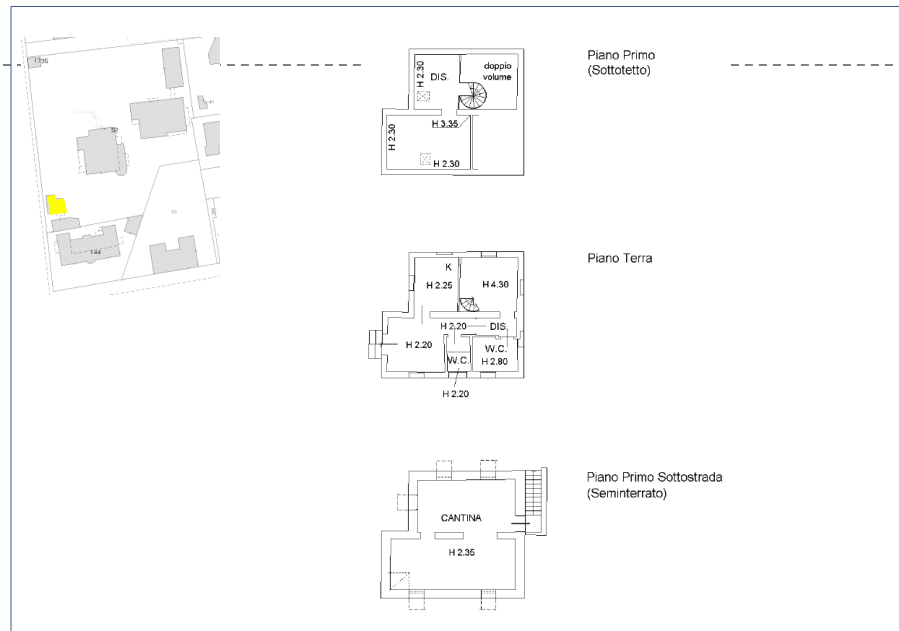 1735
Piano Primo
(Sottotetto)
doppio
volume
DIS.
H 2.30
H 3.35
H 2.30
H 2.30
Piano Terra
K
H 2.25
H 4.30
H 2.20
DIS.
H 2.20
W.C.
W.C.
H 2.80
H 2.20
Piano Primo Sottostrada
(Seminterrato)
CANTINA
H 2.35
144